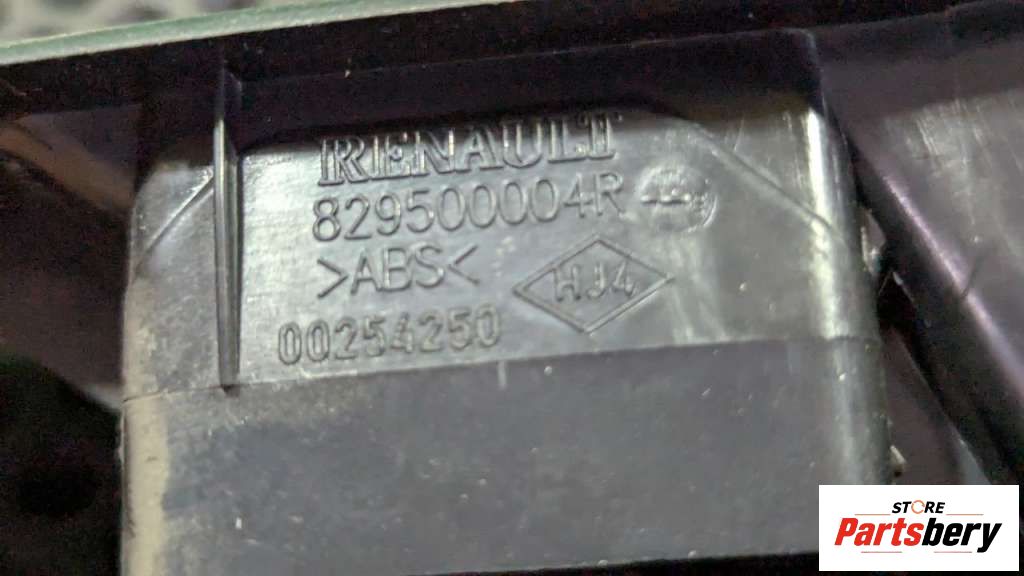 RENAULT
829500004R
>ABS<
HJ4
00254250
STORE
Partsbery